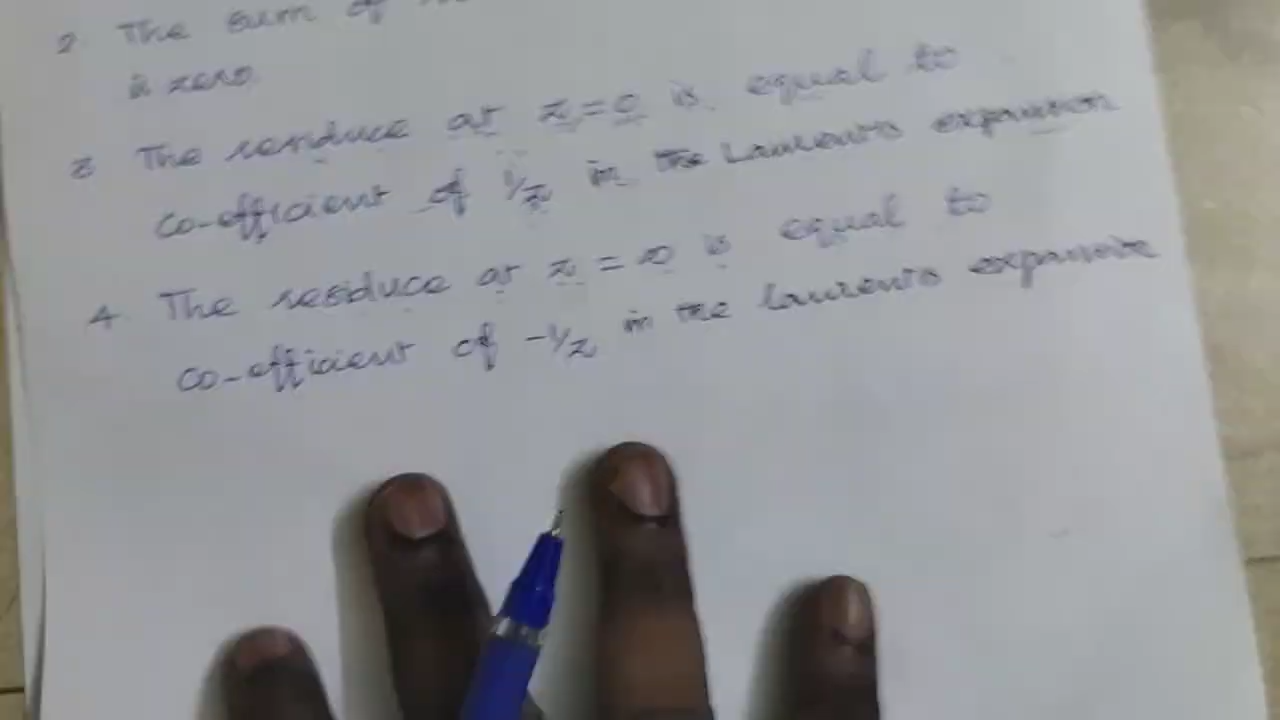 2 The sum of
is zero.
3 The residue at z=0 is equal to
co-efficient of 1/z in the Laurent's expansion
4. The residuce at z = ∞ is equal to
co-efficient of -1/z in the Laurent's expansion